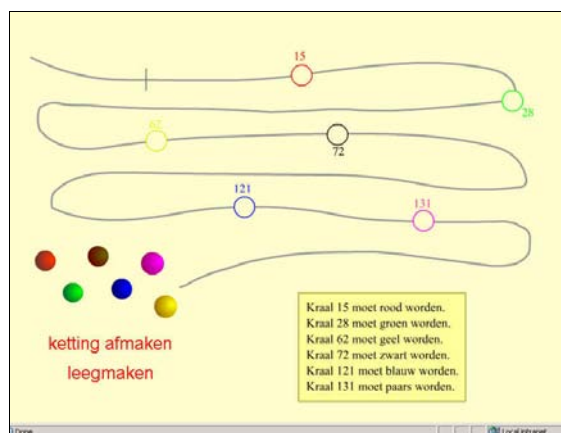 15
28
62
72
121
131
ketting afmaken
leegmaken
Kraal 15 moet rood worden.
Kraal 28 moet groen worden.
Kraal 62 moet geel worden.
Kraal 72 moet zwart worden.
Kraal 121 moet blauw worden.
Kraal 131 moet paars worden.
Done
Local intranet